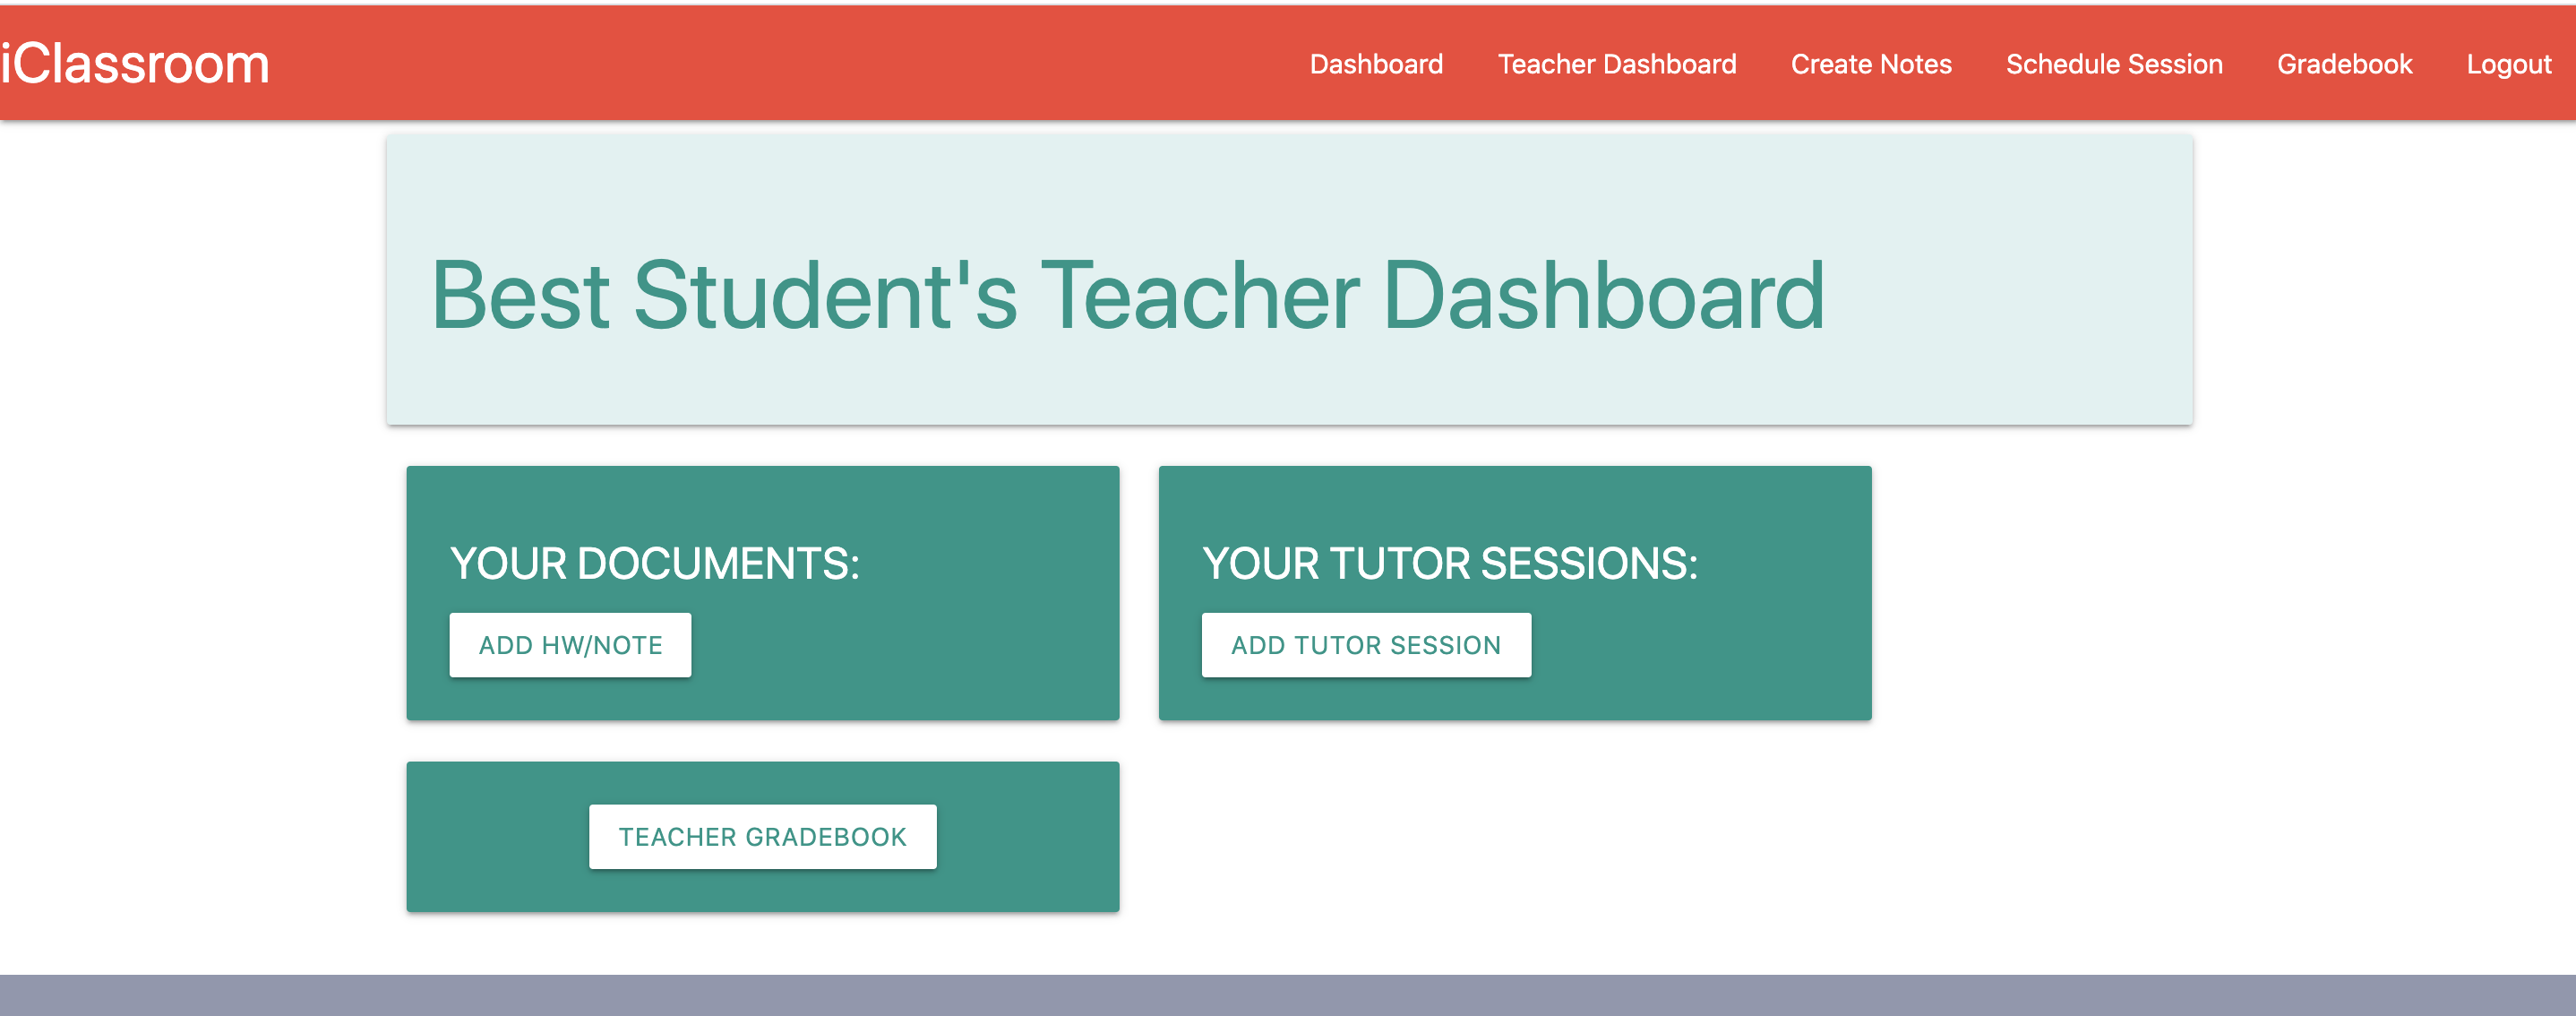 iClassroom
Dashboard Teacher Dashboard Create Notes Schedule Session Gradebook Logout
Best Student's Teacher Dashboard
YOUR DOCUMENTS:
ADD HW/NOTE
YOUR TUTOR SESSIONS:
ADD TUTOR SESSION
TEACHER GRADEBOOK